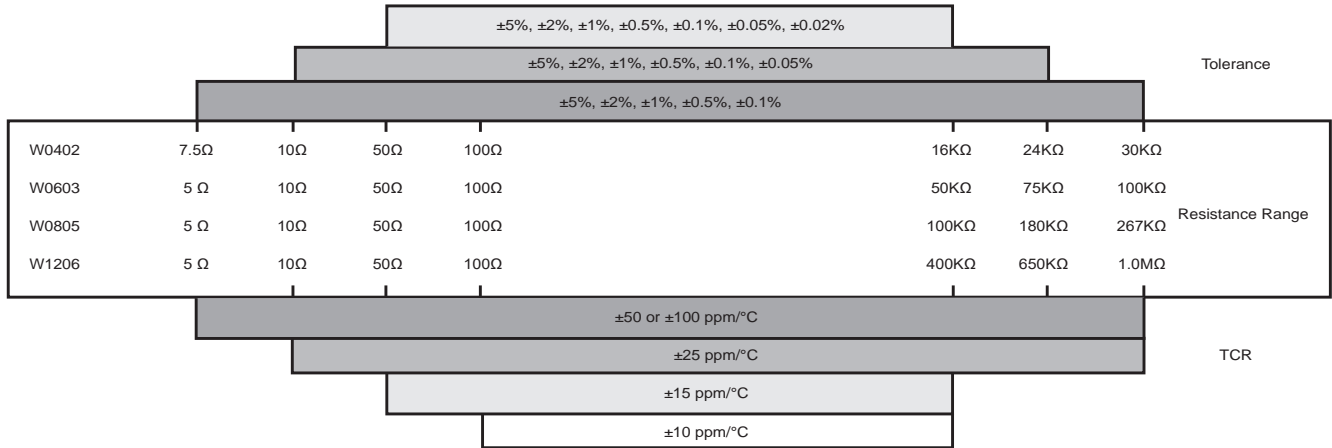 ±5%, ±2%, ±1%, ±0.5%, ±0.1%, ±0.05%, ±0.02%
±5%, ±2%, ±1%, ±0.5%, ±0.1%, ±0.05%
Tolerance
±5%, ±2%, ±1%, ±0.5%, ±0.1%
W0402 7.5Ω 10Ω 50Ω 100Ω 16KΩ 24KΩ 30KΩ
W0603 5 Ω 10Ω 50Ω 100Ω 50KΩ 75KΩ 100KΩ
Resistance Range
W0805 5 Ω 10Ω 50Ω 100Ω 100KΩ 180KΩ 267KΩ
W1206 5 Ω 10Ω 50Ω 100Ω 400KΩ 650KΩ 1.0MΩ
±50 or ±100 ppm/°C
±25 ppm/°C
TCR
±15 ppm/°C
±10 ppm/°C